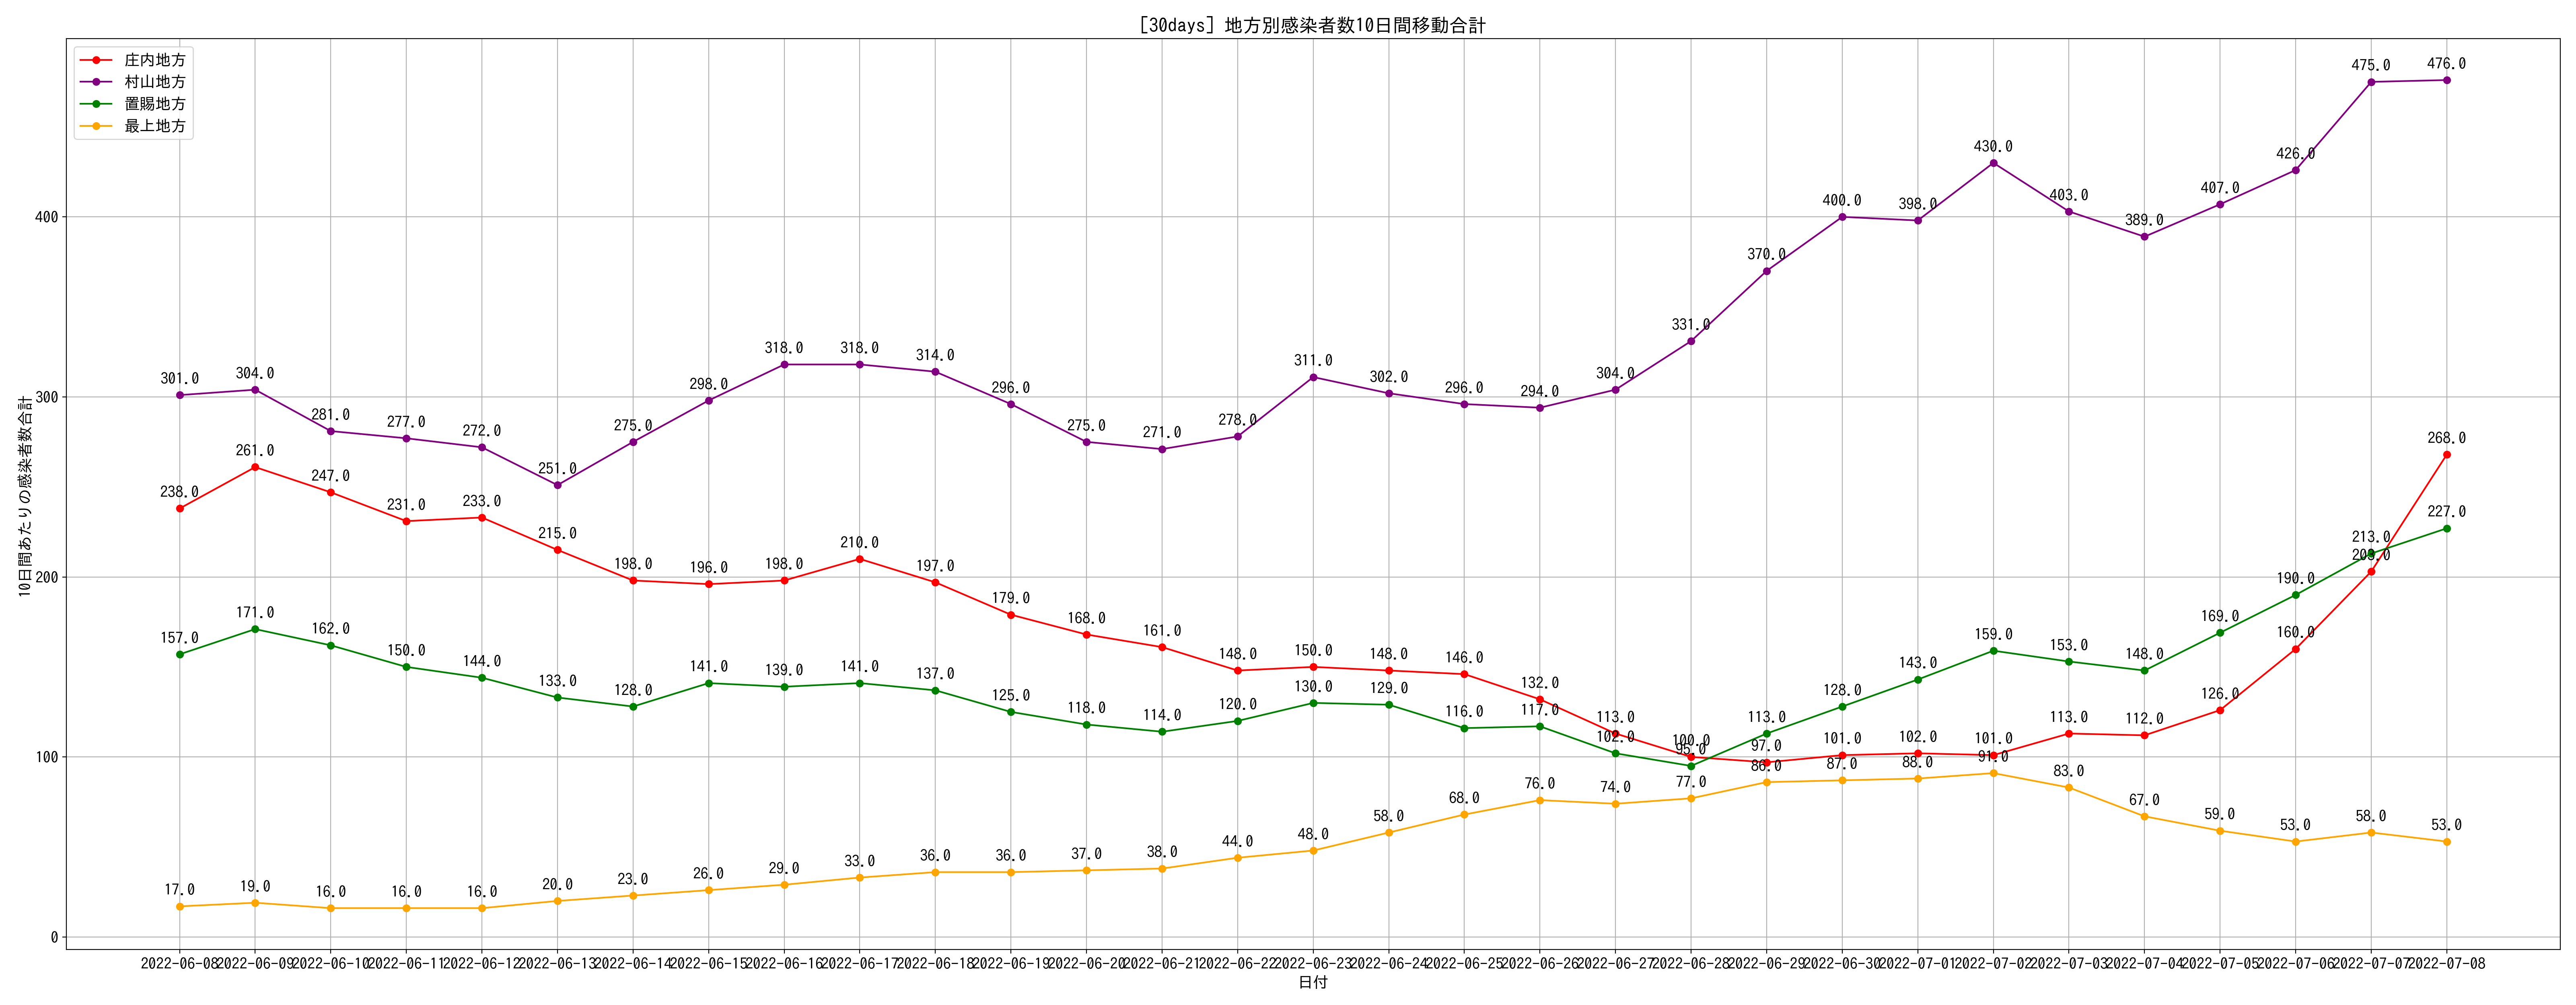 [30days] 地方別感染者数10日間移動合計
庄内地方
村山地方
置賜地方
最上地方
10日間あたりの感染者数合計
400
300
200
100
0
301.0 304.0 281.0 277.0 272.0 251.0 275.0 298.0 318.0 318.0 314.0 296.0 275.0 271.0 278.0 311.0 302.0 296.0 294.0 304.0 331.0 370.0 400.0 398.0 430.0 403.0 389.0 407.0 426.0 475.0 476.0
238.0 261.0 247.0 231.0 233.0 215.0 198.0 196.0 198.0 210.0 197.0 179.0 168.0 161.0 148.0 150.0 148.0 146.0 132.0 113.0 100.0 97.0 101.0 102.0 101.0 113.0 112.0 126.0 160.0 203.0 268.0
157.0 171.0 162.0 150.0 144.0 133.0 128.0 141.0 139.0 141.0 137.0 125.0 118.0 114.0 120.0 130.0 129.0 116.0 117.0 102.0 95.0 113.0 128.0 143.0 159.0 153.0 148.0 169.0 190.0 213.0 227.0
17.0 19.0 16.0 16.0 16.0 20.0 23.0 26.0 29.0 33.0 36.0 36.0 37.0 38.0 44.0 48.0 58.0 68.0 76.0 74.0 77.0 86.0 87.0 88.0 91.0 83.0 67.0 59.0 53.0 58.0 53.0
2022-06-08 2022-06-09 2022-06-10 2022-06-11 2022-06-12 2022-06-13 2022-06-14 2022-06-15 2022-06-16 2022-06-17 2022-06-18 2022-06-19 2022-06-20 2022-06-21 2022-06-22 2022-06-23 2022-06-24 2022-06-25 2022-06-26 2022-06-27 2022-06-28 2022-06-29 2022-06-30 2022-07-01 2022-07-02 2022-07-03 2022-07-04 2022-07-05 2022-07-06 2022-07-07 2022-07-08
日付